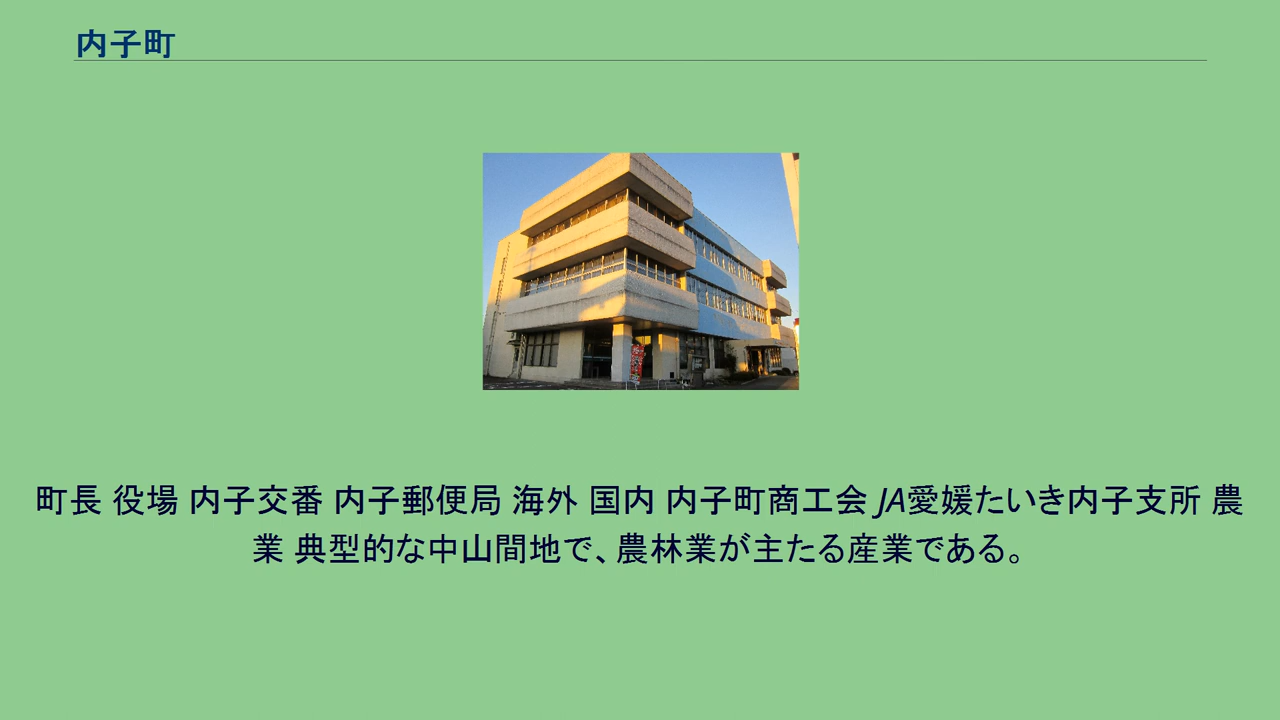 内子町
町長 役場 内子交番 内子郵便局 海外 国内 内子町商工会 JA愛媛たいき内子支所 農
業 典型的な中山間地で、農林業が主たる産業である。